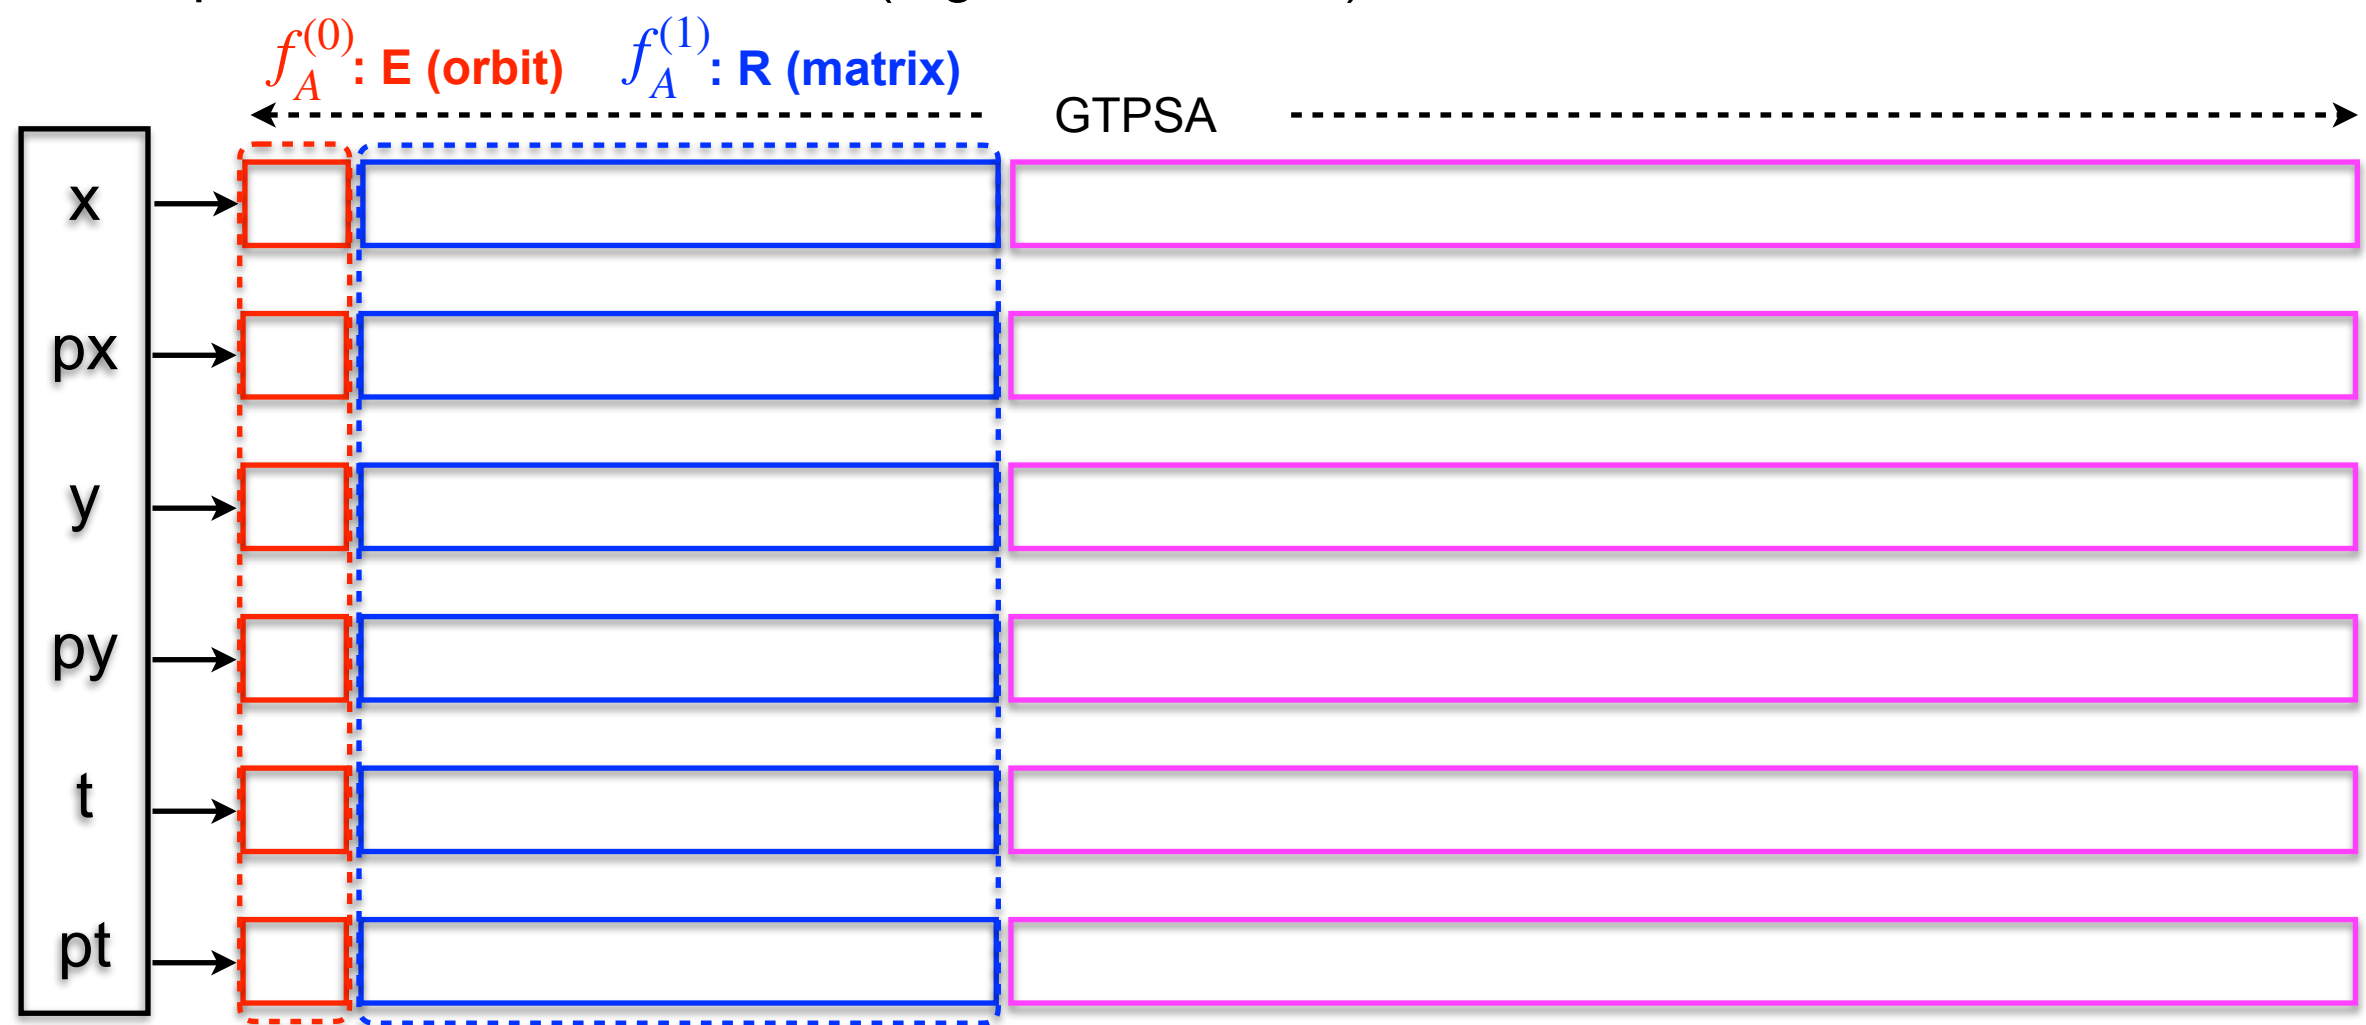 f_A^(0): E (orbit) f_A^(1): R (matrix)
GTPSA
x
px
y
py
t
pt